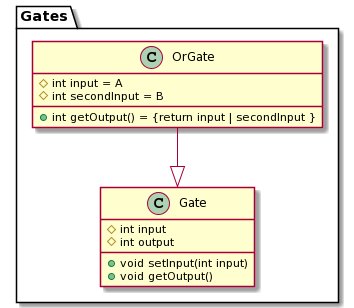 Gates
C OrGate
int input = A
int secondInput = B
int getOutput() = {return input | secondInput }
C Gate
int input
int output
void setInput(int input)
void getOutput()